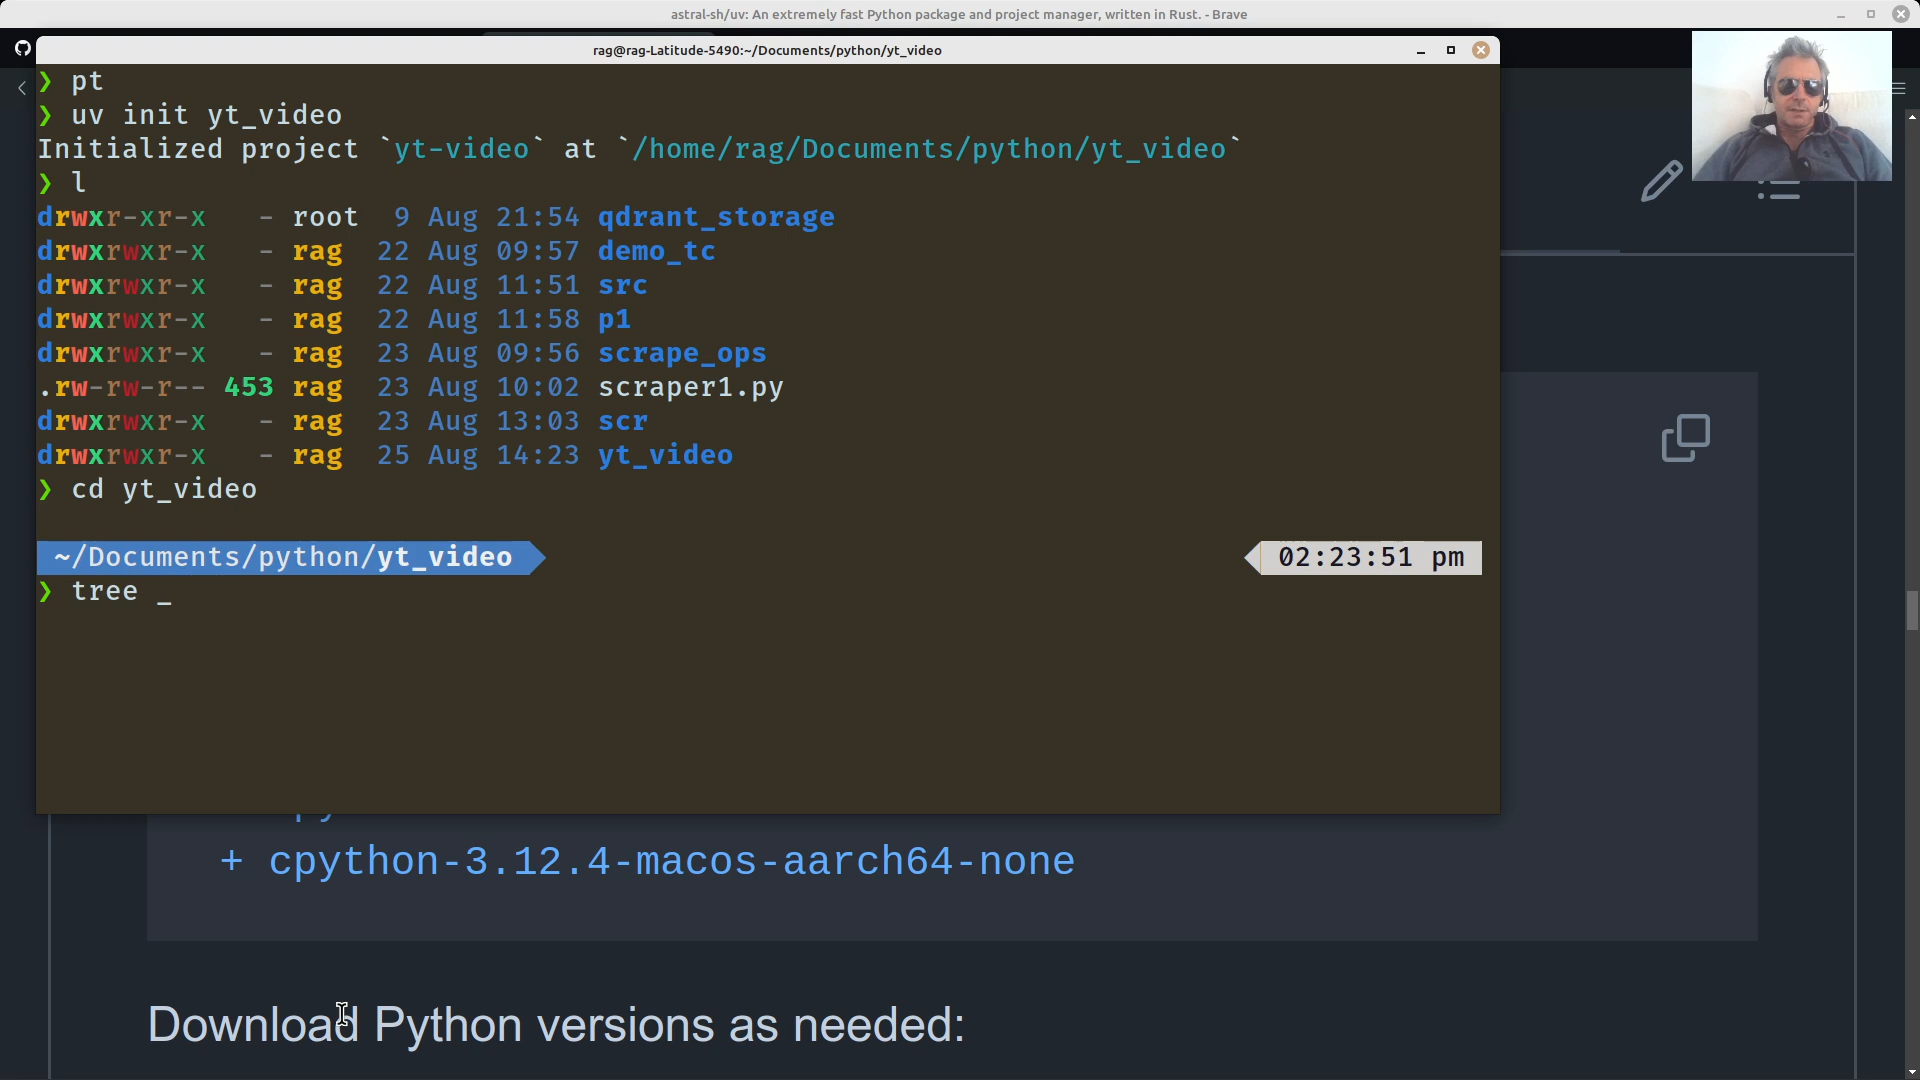 astral-sh/uv: An extremely fast Python package and project manager, written in Rust. - Brave
rag@rag-Latitude-5490:~/Documents/python/yt_video
❯ pt
❯ uv init yt_video
Initialized project `yt-video` at `/home/rag/Documents/python/yt_video`
❯ l
drwxr-xr-x - root 9 Aug 21:54 qdrant_storage
drwxrwxr-x - rag 22 Aug 09:57 demo_tc
drwxrwxr-x - rag 22 Aug 11:51 src
drwxrwxr-x - rag 22 Aug 11:58 p1
drwxrwxr-x - rag 23 Aug 09:56 scrape_ops
.rw-rw-r-- 453 rag 23 Aug 10:02 scraper1.py
drwxrwxr-x - rag 23 Aug 13:03 scr
drwxrwxr-x - rag 25 Aug 14:23 yt_video
❯ cd yt_video
~/Documents/python/yt_video 02:23:51 pm
❯ tree _
+ cpython-3.12.4-macos-aarch64-none
Download Python versions as needed: